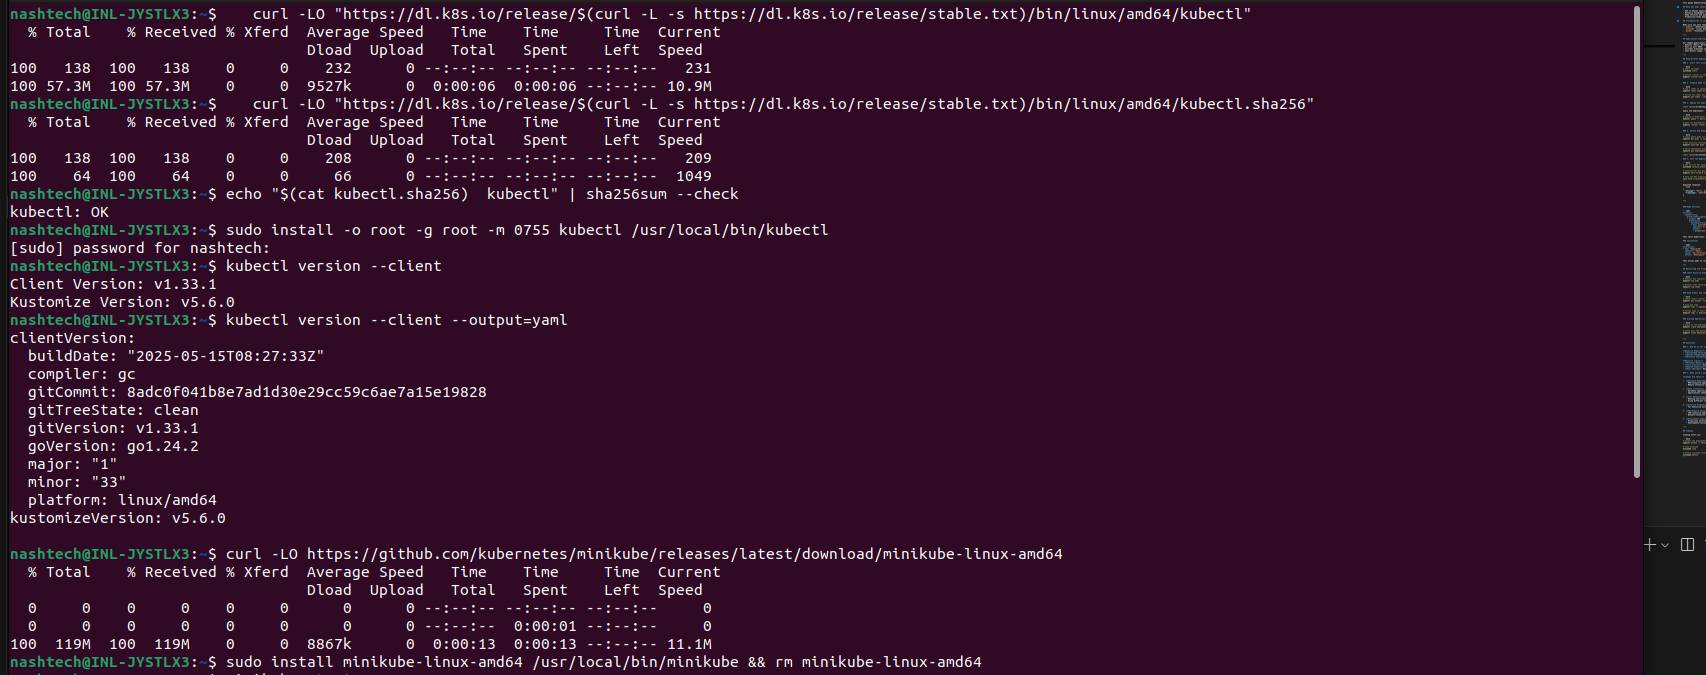 nashtech@INL-JYSTLX3:~$    curl -LO "https://dl.k8s.io/release/$(curl -L -s https://dl.k8s.io/release/stable.txt)/bin/linux/amd64/kubectl"
  % Total    % Received % Xferd  Average Speed   Time    Time     Time  Current
                                 Dload  Upload   Total   Spent    Left  Speed
100   138  100   138    0     0    232      0 --:--:-- --:--:-- --:--:--   231
100 57.3M  100 57.3M    0     0  9527k      0  0:00:06  0:00:06 --:--:-- 10.9M
nashtech@INL-JYSTLX3:~$    curl -LO "https://dl.k8s.io/release/$(curl -L -s https://dl.k8s.io/release/stable.txt)/bin/linux/amd64/kubectl.sha256"
  % Total    % Received % Xferd  Average Speed   Time    Time     Time  Current
                                 Dload  Upload   Total   Spent    Left  Speed
100   138  100   138    0     0    208      0 --:--:-- --:--:-- --:--:--   209
100    64  100    64    0     0     66      0 --:--:-- --:--:-- --:--:--  1049
nashtech@INL-JYSTLX3:~$ echo "$(cat kubectl.sha256)  kubectl" | sha256sum --check
kubectl: OK
nashtech@INL-JYSTLX3:~$ sudo install -o root -g root -m 0755 kubectl /usr/local/bin/kubectl
[sudo] password for nashtech:
nashtech@INL-JYSTLX3:~$ kubectl version --client
Client Version: v1.33.1
Kustomize Version: v5.6.0
nashtech@INL-JYSTLX3:~$ kubectl version --client --output=yaml
clientVersion:
  buildDate: "2025-05-15T08:27:33Z"
  compiler: gc
  gitCommit: 8adc0f041b8e7ad1d30e29cc59c6ae7a15e19828
  gitTreeState: clean
  gitVersion: v1.33.1
  goVersion: go1.24.2
  major: "1"
  minor: "33"
  platform: linux/amd64
kustomizeVersion: v5.6.0
nashtech@INL-JYSTLX3:~$ curl -LO https://github.com/kubernetes/minikube/releases/latest/download/minikube-linux-amd64
  % Total    % Received % Xferd  Average Speed   Time    Time     Time  Current
                                 Dload  Upload   Total   Spent    Left  Speed
  0     0    0     0    0     0      0      0 --:--:-- --:--:-- --:--:--     0
  0     0    0     0    0     0      0      0 --:--:--  0:00:01 --:--:--     0
100  119M  100  119M    0     0  8867k      0  0:00:13  0:00:13 --:--:-- 11.1M
nashtech@INL-JYSTLX3:~$ sudo install minikube-linux-amd64 /usr/local/bin/minikube && rm minikube-linux-amd64